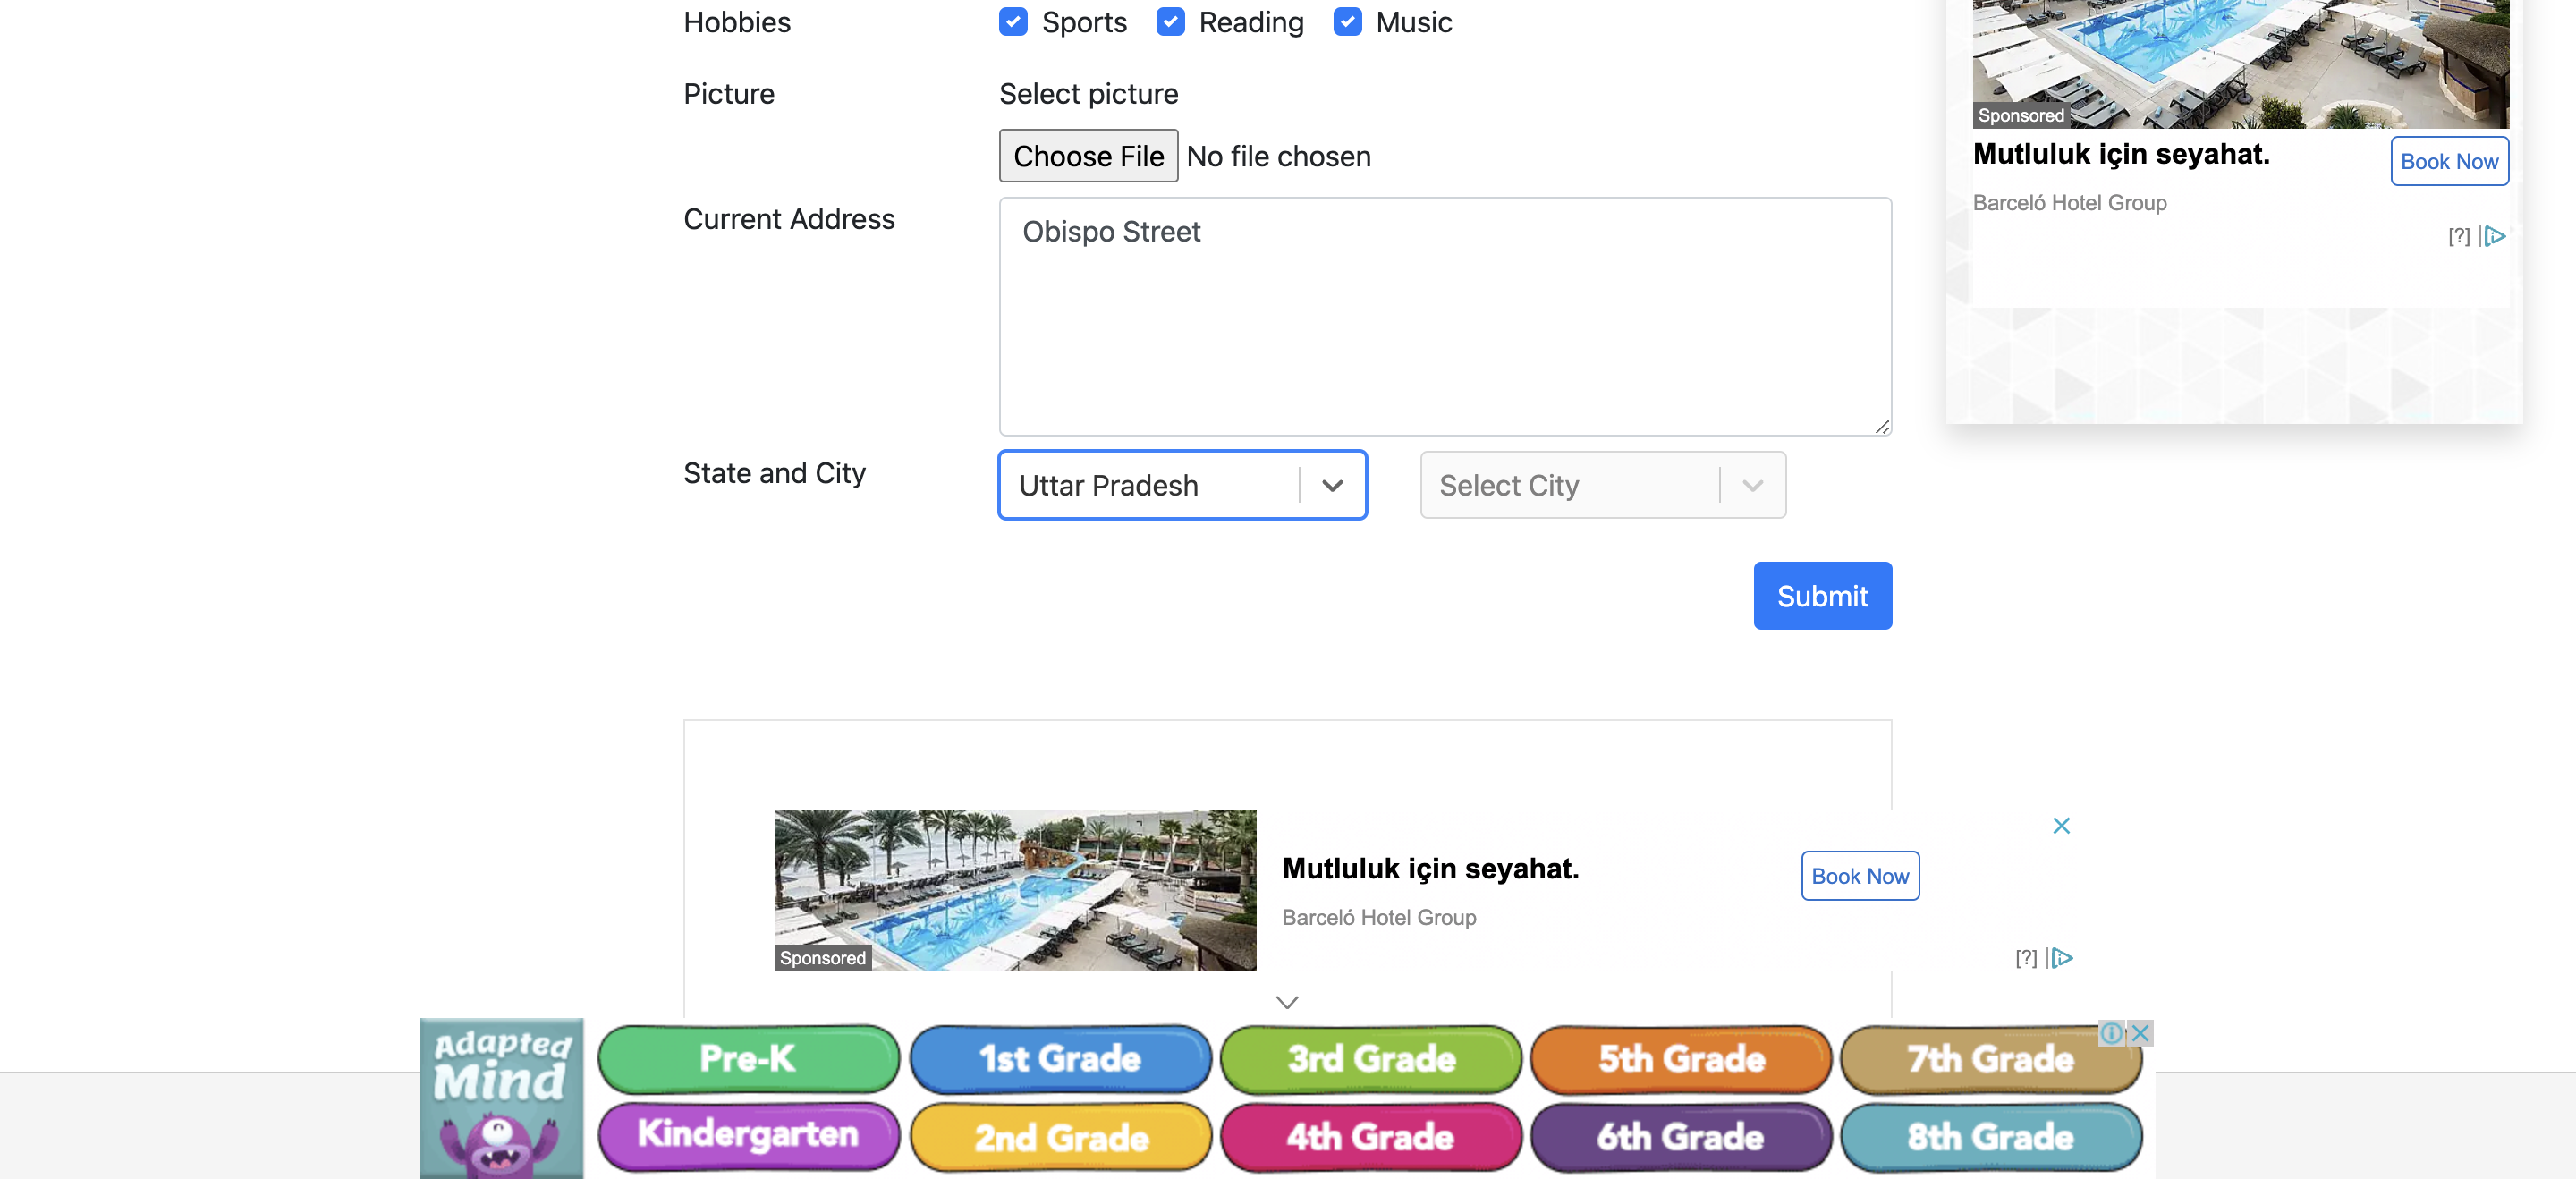 Hobbies
Sports Reading Music
Picture
Select picture
Choose File No file chosen
Current Address
Obispo Street
State and City
Uttar Pradesh
Select City
Submit
Sponsored
Mutluluk için seyahat.
Book Now
Barceló Hotel Group
[?]
Sponsored
Mutluluk için seyahat.
Barceló Hotel Group
Book Now
[?]
Adapted
Mind
Pre-K 1st Grade 3rd Grade 5th Grade 7th Grade
Kindergarten 2nd Grade 4th Grade 6th Grade 8th Grade